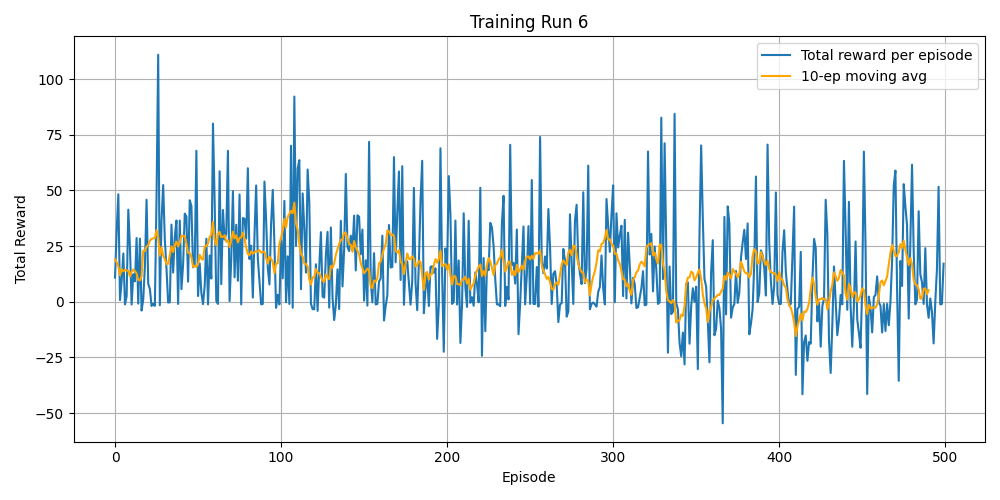 Training Run 6
Total reward per episode
10-ep moving avg
Total Reward
100
75
50
25
0
−25
−50
0 100 200 300 400 500
Episode